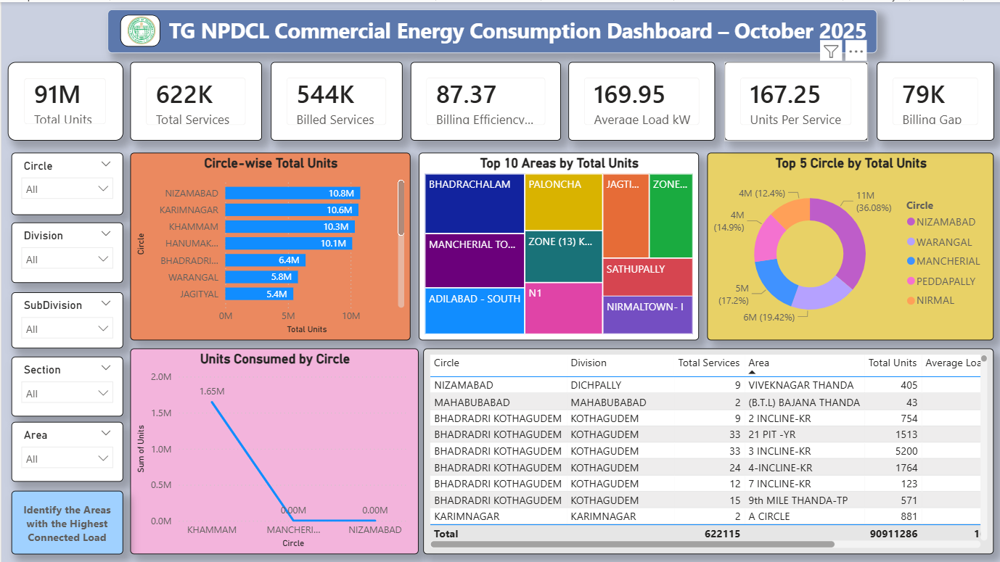 TG NPDCL Commercial Energy Consumption Dashboard – October 2025
91M
Total Units
622K
Total Services
544K
Billed Services
87.37
Billing Efficiency...
169.95
Average Load kW
167.25
Units Per Service
79K
Billing Gap
Circle
All
Division
All
SubDivision
All
Section
All
Area
All
Identify the Areas
with the Highest
Connected Load
Circle-wise Total Units
Circle
NIZAMABAD 10.8M
KARIMNAGAR 10.6M
KHAMMAM 10.3M
HANUMAK... 10.1M
BHADRADRI... 6.4M
WARANGAL 5.8M
JAGITYAL 5.4M
0M 5M 10M
Total Units
Top 10 Areas by Total Units
BHADRACHALAM
MANCHERIAL TO...
ADILABAD - SOUTH
PALONCHA
ZONE (13) K...
N1
JAGTI...
ZONE...
SATHUPALLY
NIRMALTOWN- I
Top 5 Circle by Total Units
4M (12.4%)
11M
(36.08%)
4M
(14.9%)
5M
(17.2%)
6M (19.42%)
Circle
NIZAMABAD
WARANGAL
MANCHERIAL
PEDDAPALLY
NIRMAL
Units Consumed by Circle
Sum of Units
2.0M
1.5M
1.0M
0.5M
0.0M
1.65M
0.00M
0.00M
KHAMMAM MANCHERI... NIZAMABAD
Circle
Circle Division Total Services Area Total Units Average Loa
NIZAMABAD DICHPALLY 9 VIVEKNAGAR THANDA 405
MAHABUBABAD MAHABUBABAD 2 (B.T.L) BAJANA THANDA 43
BHADRADRI KOTHAGUDEM KOTHAGUDEM 9 2 INCLINE-KR 754
BHADRADRI KOTHAGUDEM KOTHAGUDEM 33 21 PIT -YR 1513
BHADRADRI KOTHAGUDEM KOTHAGUDEM 33 3 INCLINE-KR 5200
BHADRADRI KOTHAGUDEM KOTHAGUDEM 24 4-INCLINE-KR 1764
BHADRADRI KOTHAGUDEM KOTHAGUDEM 12 7 INCLINE-KR 123
BHADRADRI KOTHAGUDEM KOTHAGUDEM 15 9th MILE THANDA-TP 571
KARIMNAGAR KARIMNAGAR 2 A CIRCLE 881
Total 622115 90911286